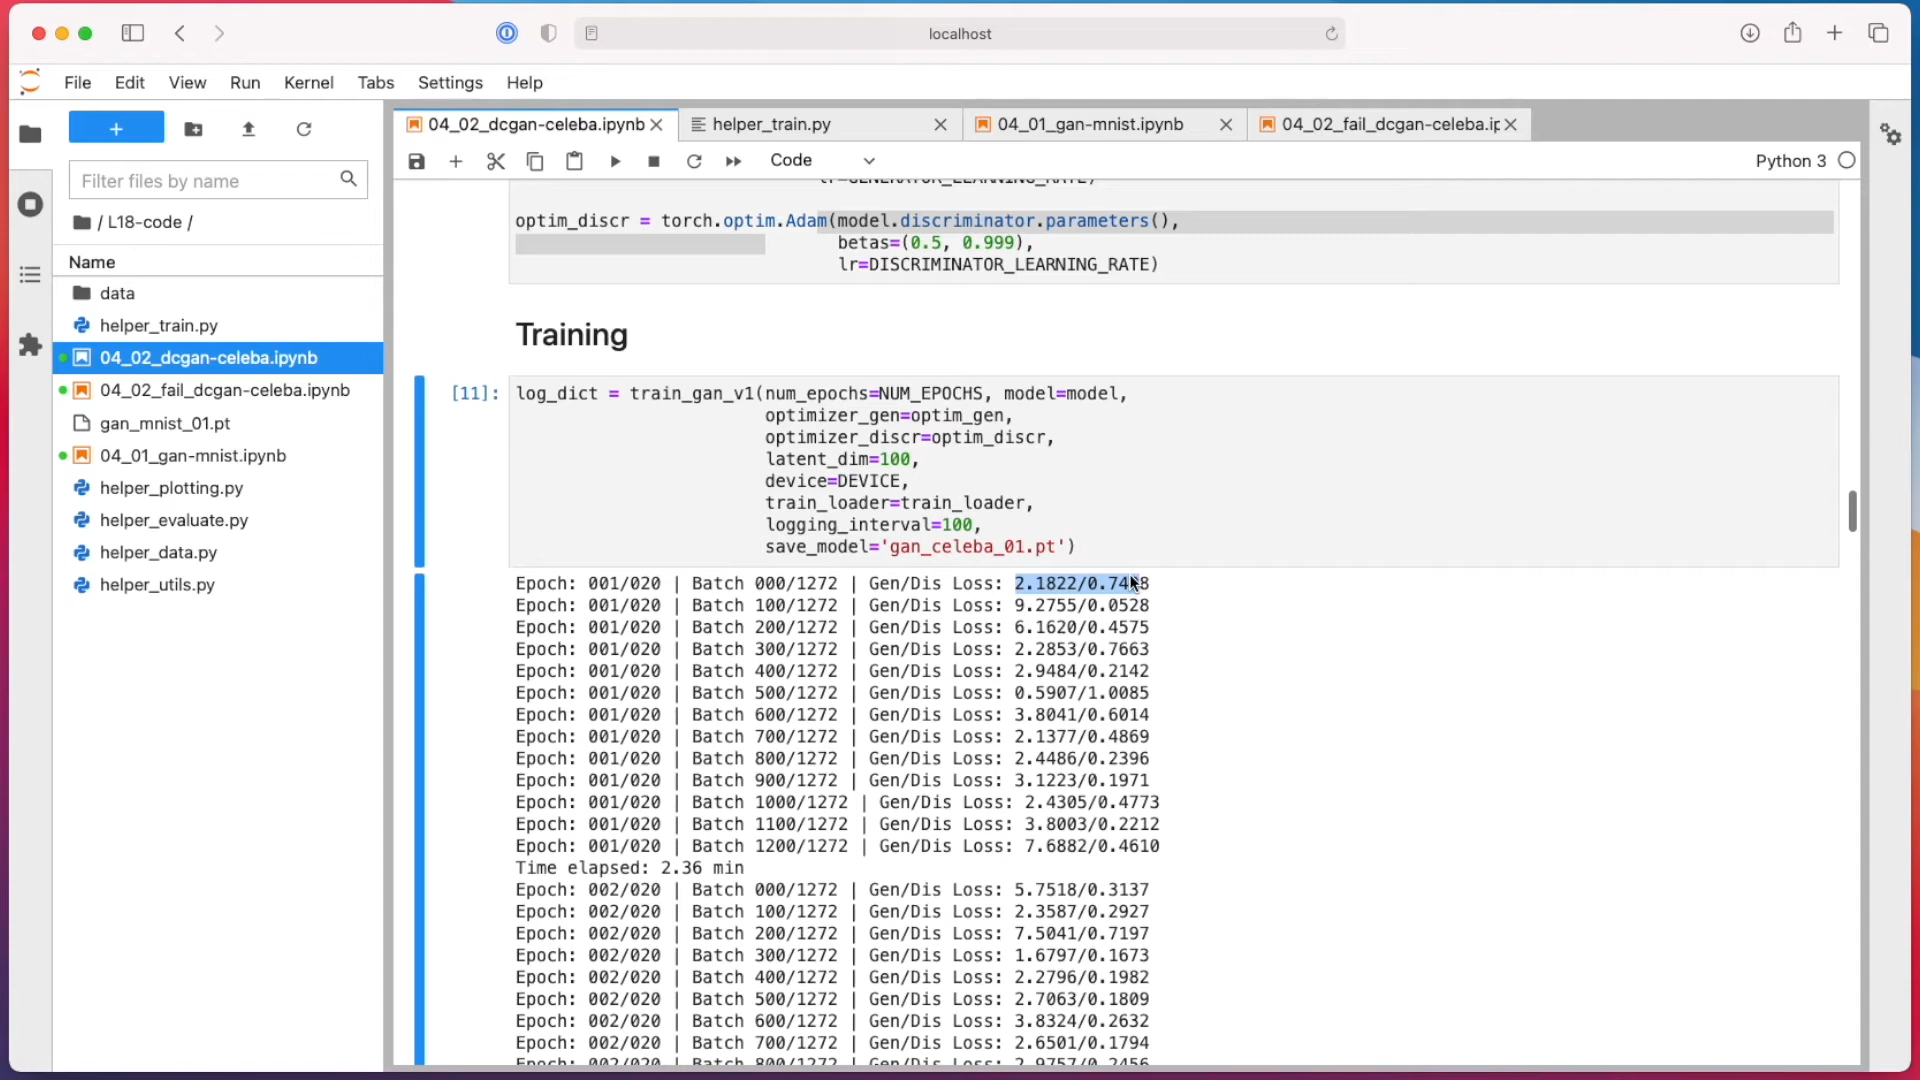 localhost
File Edit View Run Kernel Tabs Settings Help
04_02_dcgan-celeba.ipynb helper_train.py 04_01_gan-mnist.ipynb 04_02_fail_dcgan-celeba.ip
Code Python 3
Filter files by name
/ L18-code /
Name
data
helper_train.py
04_02_dcgan-celeba.ipynb
04_02_fail_dcgan-celeba.ipynb
gan_mnist_01.pt
04_01_gan-mnist.ipynb
helper_plotting.py
helper_evaluate.py
helper_data.py
helper_utils.py
lr=GENERATOR_LEARNING_RATE)
optim_discr = torch.optim.Adam(model.discriminator.parameters(),
betas=(0.5, 0.999),
lr=DISCRIMINATOR_LEARNING_RATE)
Training
[11]: log_dict = train_gan_v1(num_epochs=NUM_EPOCHS, model=model,
optimizer_gen=optim_gen,
optimizer_discr=optim_discr,
latent_dim=100,
device=DEVICE,
train_loader=train_loader,
logging_interval=100,
save_model='gan_celeba_01.pt')
Epoch: 001/020 | Batch 000/1272 | Gen/Dis Loss:
Epoch: 001/020 | Batch 100/1272 | Gen/Dis Loss: 9.2755/0.0528
Epoch: 001/020 | Batch 200/1272 | Gen/Dis Loss: 6.1620/0.4575
Epoch: 001/020 | Batch 300/1272 | Gen/Dis Loss: 2.2853/0.7663
Epoch: 001/020 | Batch 400/1272 | Gen/Dis Loss: 2.9484/0.2142
Epoch: 001/020 | Batch 500/1272 | Gen/Dis Loss: 0.5907/1.0085
Epoch: 001/020 | Batch 600/1272 | Gen/Dis Loss: 3.8041/0.6014
Epoch: 001/020 | Batch 700/1272 | Gen/Dis Loss: 2.1377/0.4869
Epoch: 001/020 | Batch 800/1272 | Gen/Dis Loss: 2.4486/0.2396
Epoch: 001/020 | Batch 900/1272 | Gen/Dis Loss: 3.1223/0.1971
Epoch: 001/020 | Batch 1000/1272 | Gen/Dis Loss: 2.4305/0.4773
Epoch: 001/020 | Batch 1100/1272 | Gen/Dis Loss: 3.8003/0.2212
Epoch: 001/020 | Batch 1200/1272 | Gen/Dis Loss: 7.6882/0.4610
Time elapsed: 2.36 min
Epoch: 002/020 | Batch 000/1272 | Gen/Dis Loss: 5.7518/0.3137
Epoch: 002/020 | Batch 100/1272 | Gen/Dis Loss: 2.3587/0.2927
Epoch: 002/020 | Batch 200/1272 | Gen/Dis Loss: 7.5041/0.7197
Epoch: 002/020 | Batch 300/1272 | Gen/Dis Loss: 1.6797/0.1673
Epoch: 002/020 | Batch 400/1272 | Gen/Dis Loss: 2.2796/0.1982
Epoch: 002/020 | Batch 500/1272 | Gen/Dis Loss: 2.7063/0.1809
Epoch: 002/020 | Batch 600/1272 | Gen/Dis Loss: 3.8324/0.2632
Epoch: 002/020 | Batch 700/1272 | Gen/Dis Loss: 2.6501/0.1794
Epoch: 002/020 | Batch 800/1272 | Gen/Dis Loss: 2.9757/0.2456